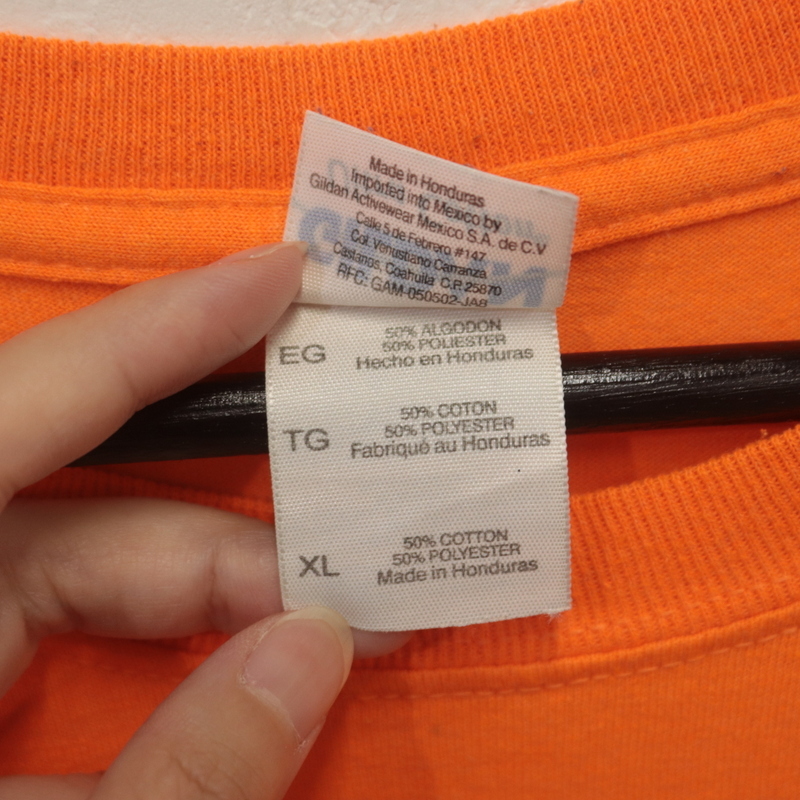 Made in Honduras
Imported into Mexico by
Gildan Activewear Mexico S.A. de C.V
Calle 5 de Febrero #147
Col. Venustiano Carranza
Castanos, Coahuila C.P. 25870
RFC: GAM-050502-JA8
50% ALGODON
50% POLIESTER
EG Hecho en Honduras
50% COTON
50% POLYESTER
TG Fabriqué au Honduras
50% COTTON
50% POLYESTER
XL Made in Honduras